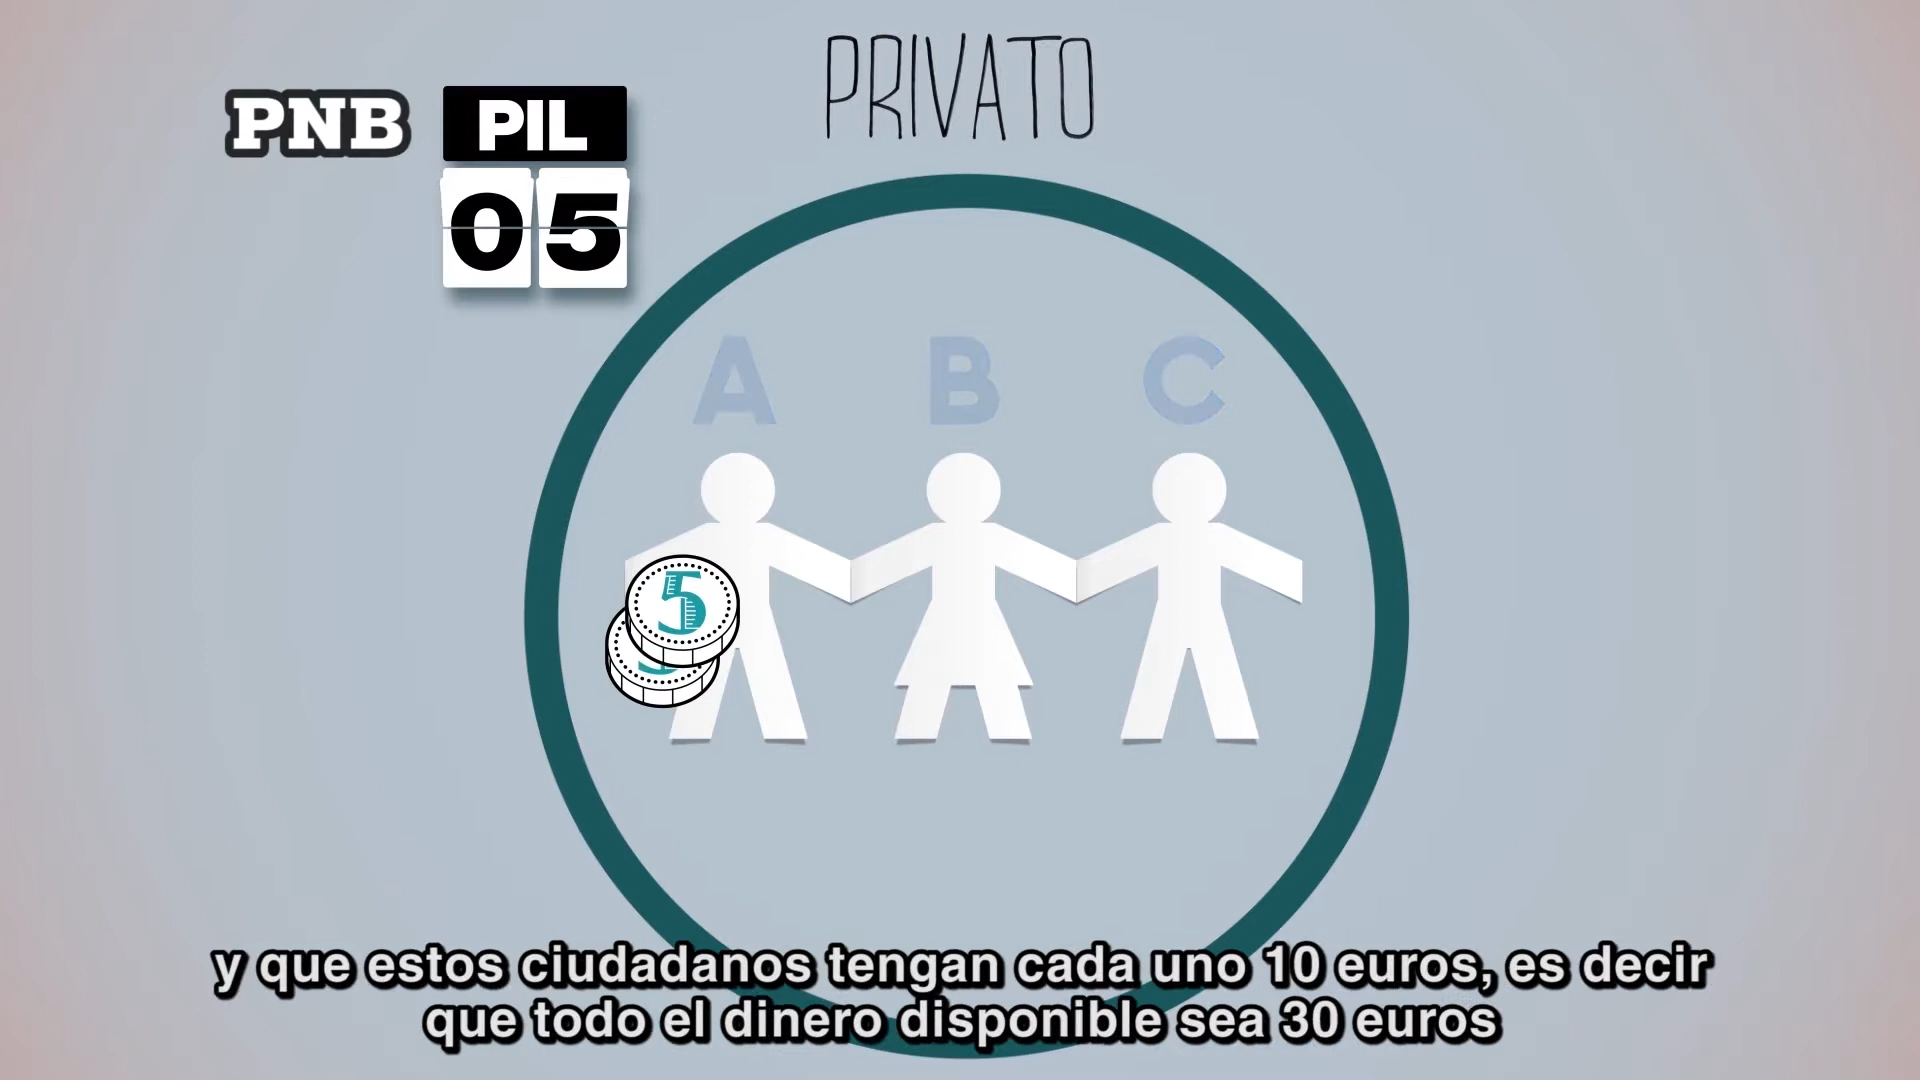 PRIVATO
PNB
PIL
05
A B C
5
y que estos ciudadanos tengan cada uno 10 euros, es decir
que todo el dinero disponible sea 30 euros